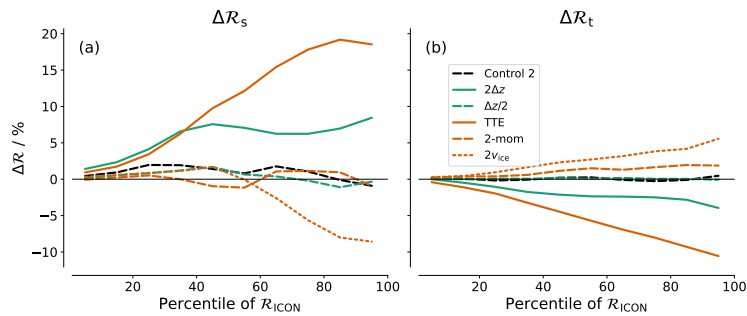 Δℛs
Δℛt
(a)
(b)
Δℛ / %
20
15
10
5
0
−5
−10
Control 2
2Δz
Δz/2
TTE
2-mom
2vice
20 40 60 80 100
20 40 60 80 100
Percentile of ℛICON
Percentile of ℛICON